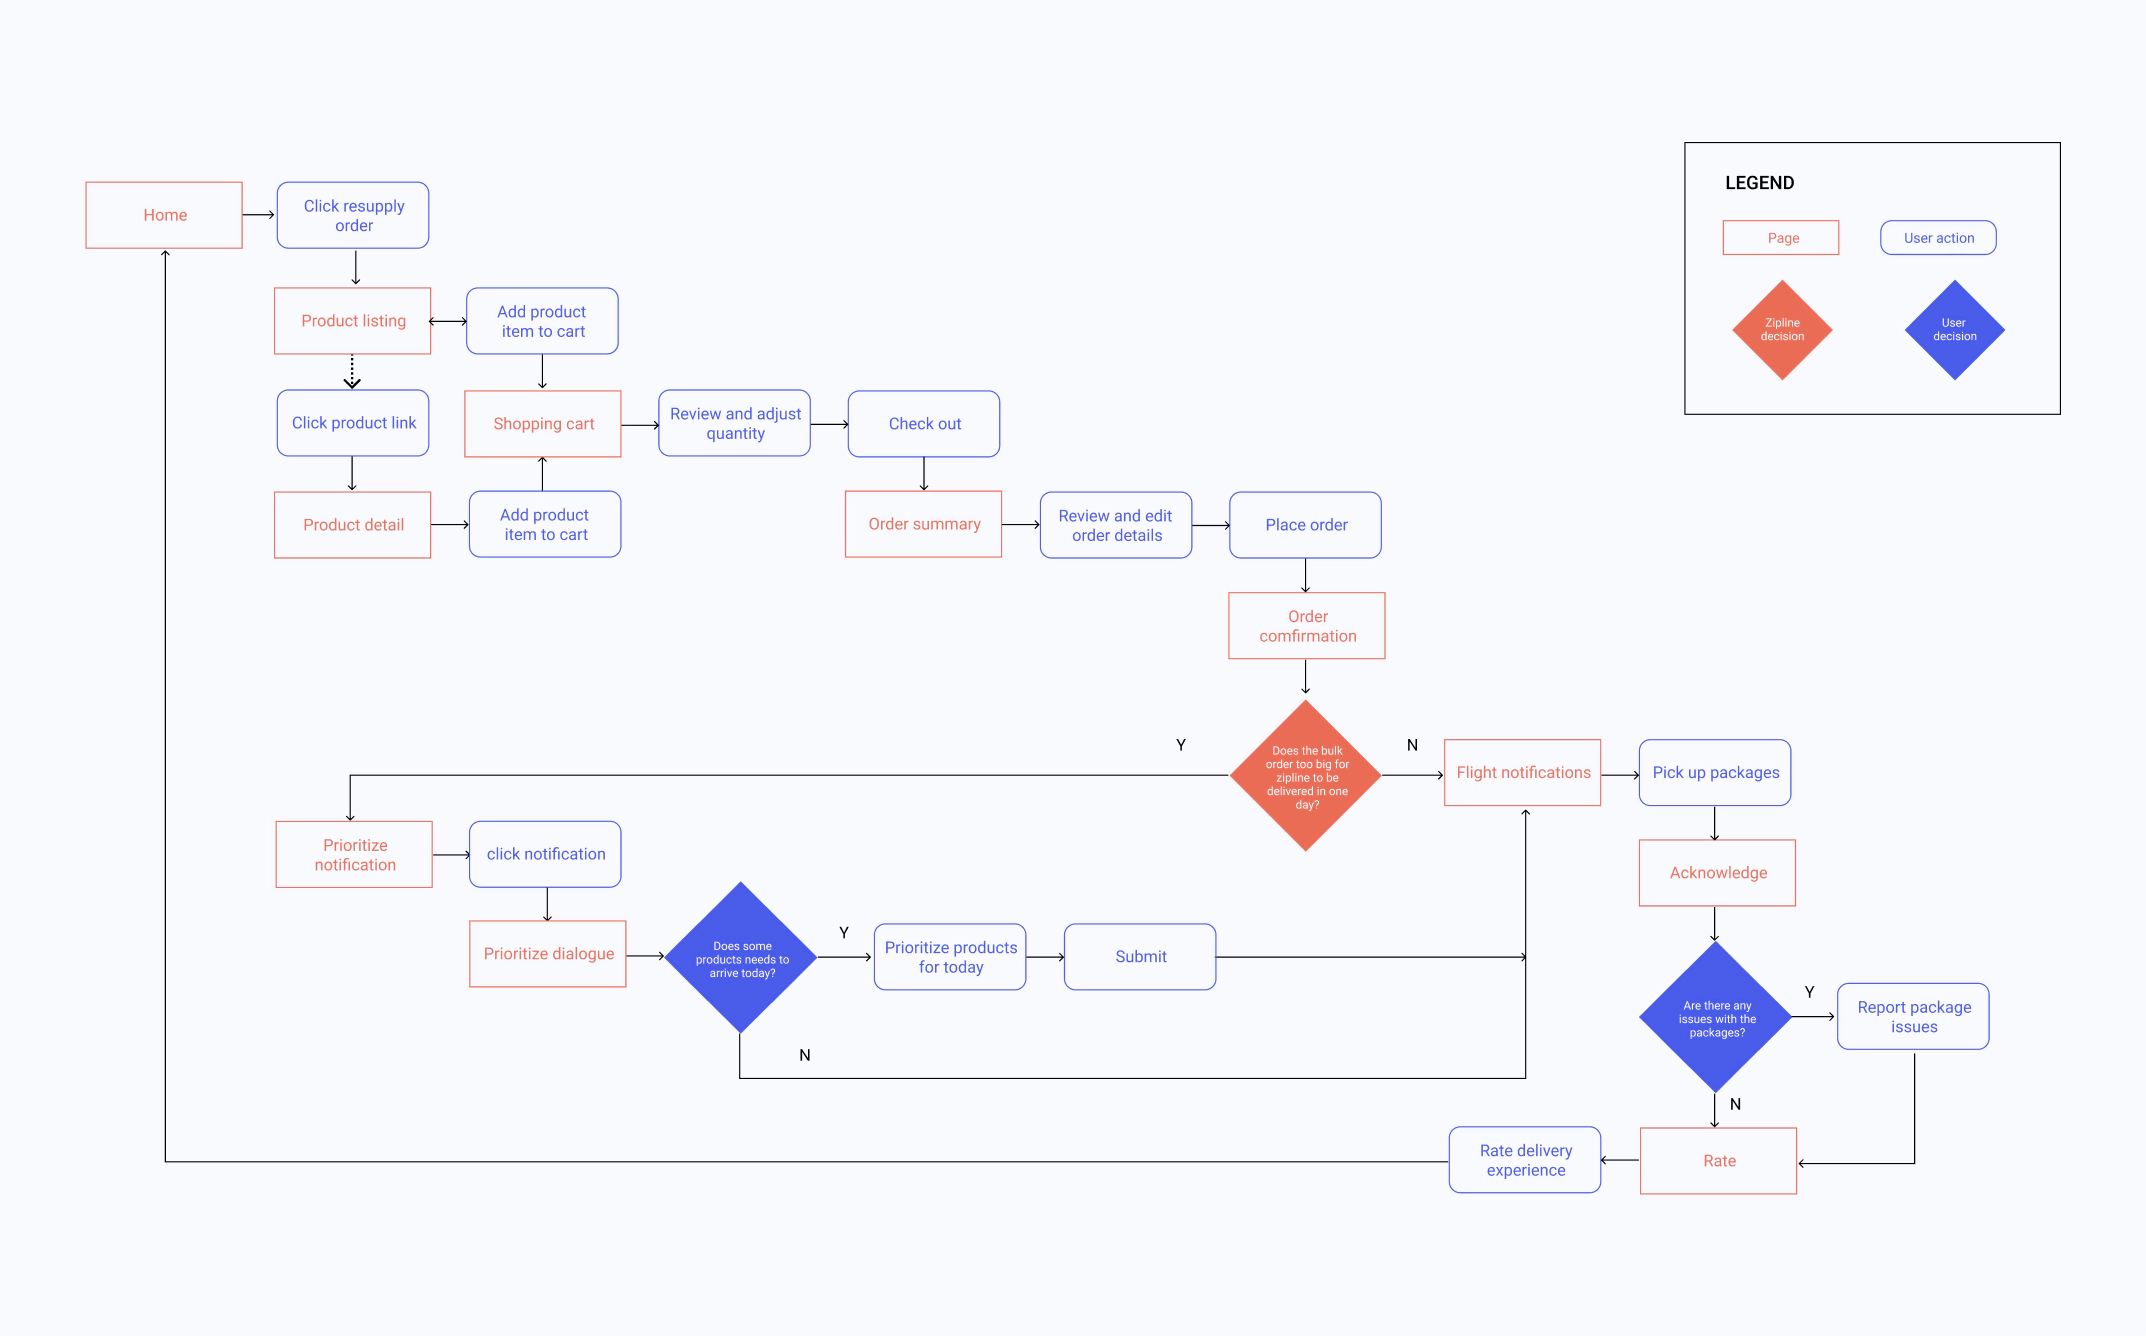 LEGEND
Page
User action
Zipline
decision
User
decision
Home
Click resupply
order
Product listing
Add product
item to cart
Click product link
Shopping cart
Review and adjust
quantity
Check out
Product detail
Add product
item to cart
Order summary
Review and edit
order details
Place order
Order
comfirmation
Y
Does the bulk
order too big for
zipline to be
delivered in one
day?
N
Flight notifications
Pick up packages
Prioritize
notification
click notification
Acknowledge
Prioritize dialogue
Does some
products needs to
arrive today?
Y
Prioritize products
for today
Submit
N
Are there any
issues with the
packages?
Y
Report package
issues
N
Rate delivery
experience
Rate